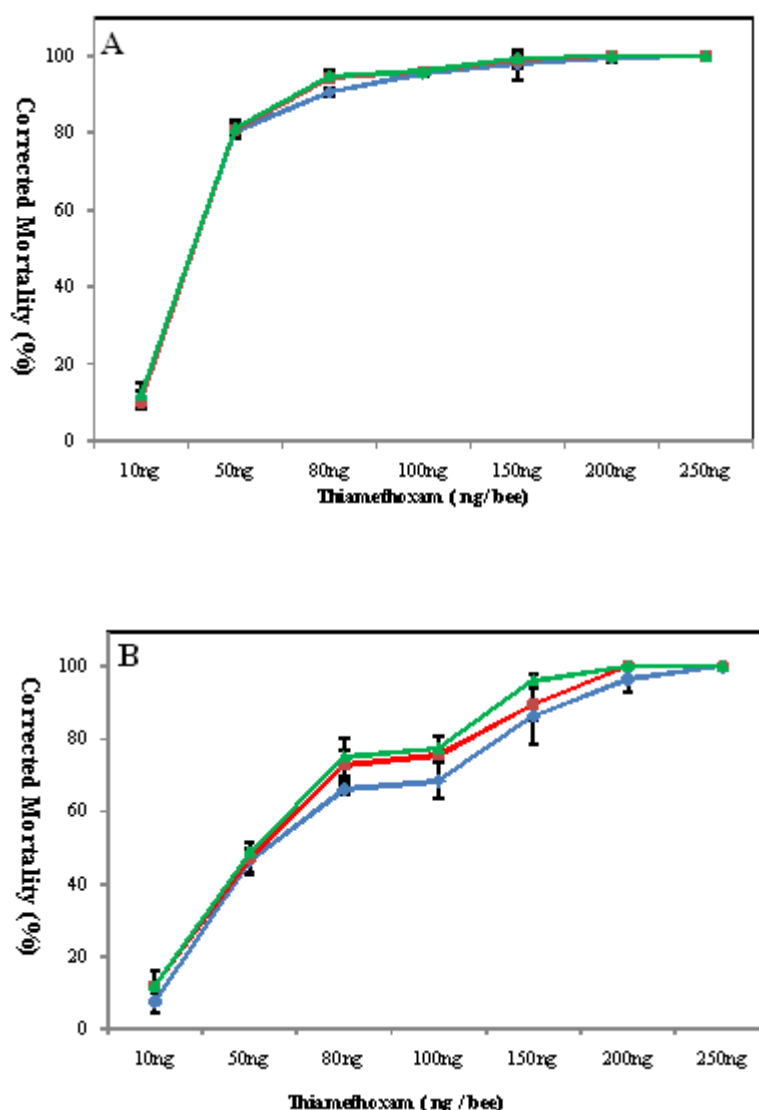 A
Corrected Mortality (%)
100
80
60
40
20
0
10ng 50ng 80ng 100ng 150ng 200ng 250ng
Thiamethoxam ( ng/bee)
B
Corrected Mortality (%)
100
80
60
40
20
0
10ng 50ng 80ng 100ng 150ng 200ng 250ng
Thiamethoxam ( ng /bee)